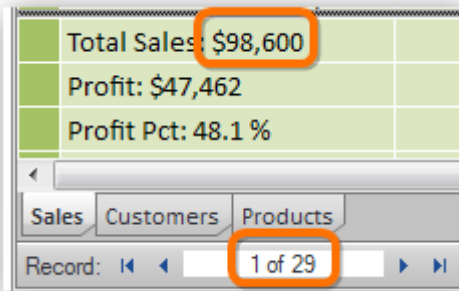 Total Sales: $98,600
Profit: $47,462
Profit Pct: 48.1 %
Sales Customers Products
Record: 1 of 29